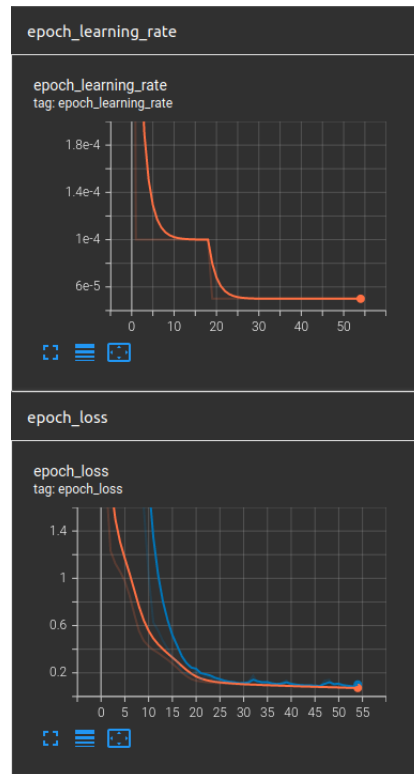 epoch_learning_rate
epoch_learning_rate
tag: epoch_learning_rate
1.8e-4
1.4e-4
1e-4
6e-5
0 10 20 30 40 50
epoch_loss
epoch_loss
tag: epoch_loss
1.4
1
0.6
0.2
0 5 10 15 20 25 30 35 40 45 50 55